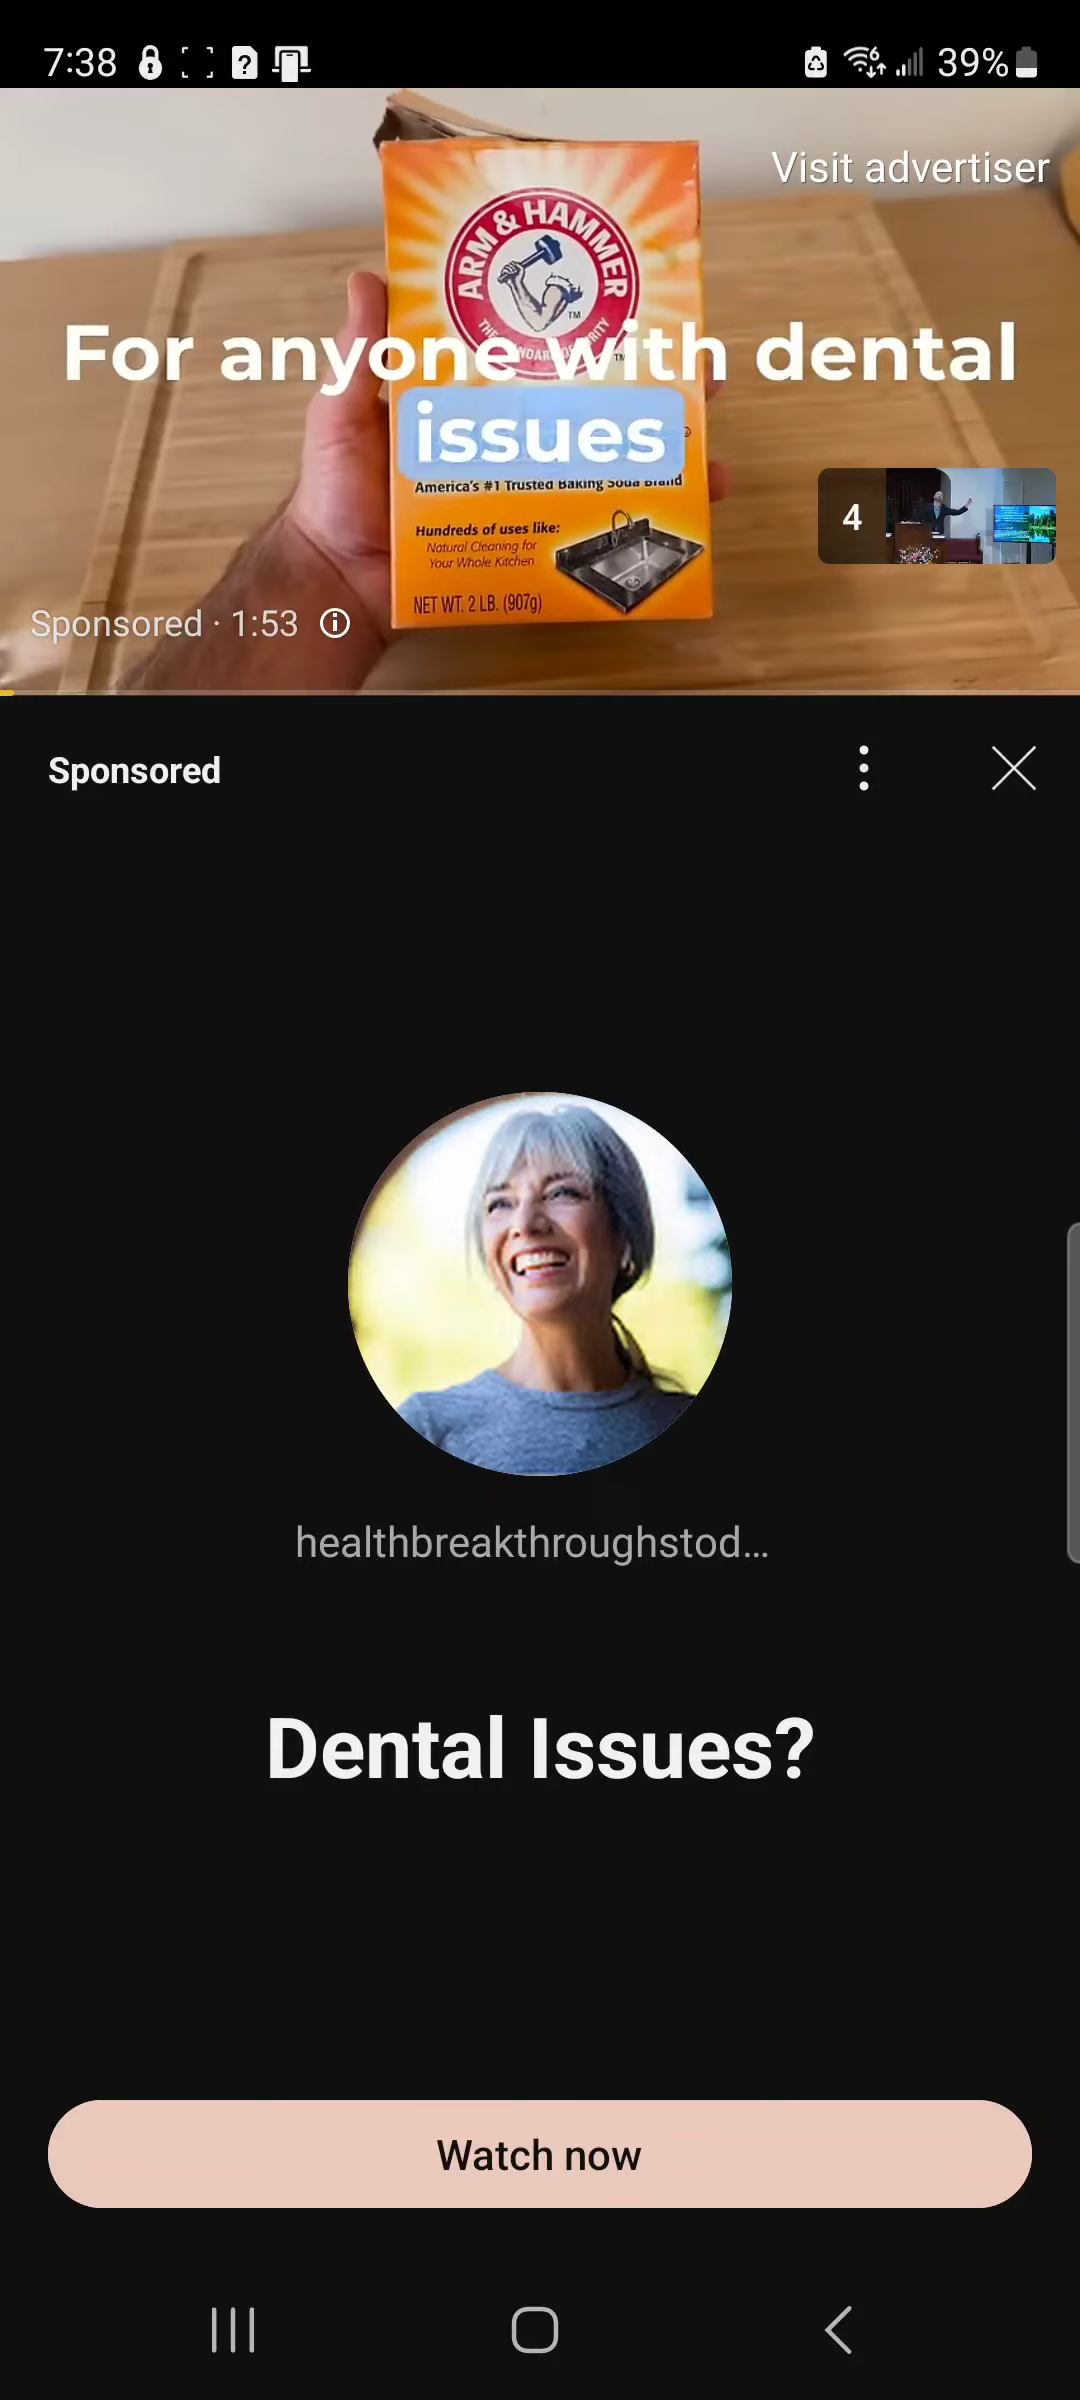 7:38
39%
Visit advertiser
ARM & HAMMER
TM
For anyone with dental
issues
America's #1 Trusted Baking Soda Brand
Hundreds of uses like:
Natural Cleaning for
Your Whole Kitchen
NET WT. 2 LB. (907g)
4
Sponsored · 1:53
Sponsored
healthbreakthroughstod...
Dental Issues?
Watch now